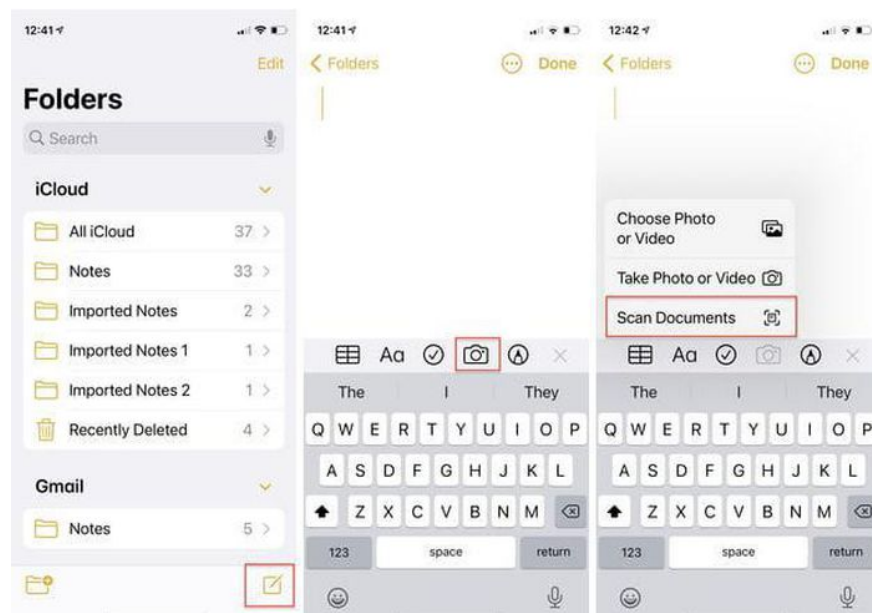 12:41
Edit
Folders
Search
iCloud
All iCloud 37
Notes 33
Imported Notes 2
Imported Notes 1 1
Imported Notes 2 1
Recently Deleted 4
Gmail
Notes 5
12:41
Folders
Done
Aa
The I They
Q W E R T Y U I O P
A S D F G H J K L
Z X C V B N M
123 space return
12:42
Folders
Done
Choose Photo
or Video
Take Photo or Video
Scan Documents
Aa
The I They
Q W E R T Y U I O P
A S D F G H J K L
Z X C V B N M
123 space return